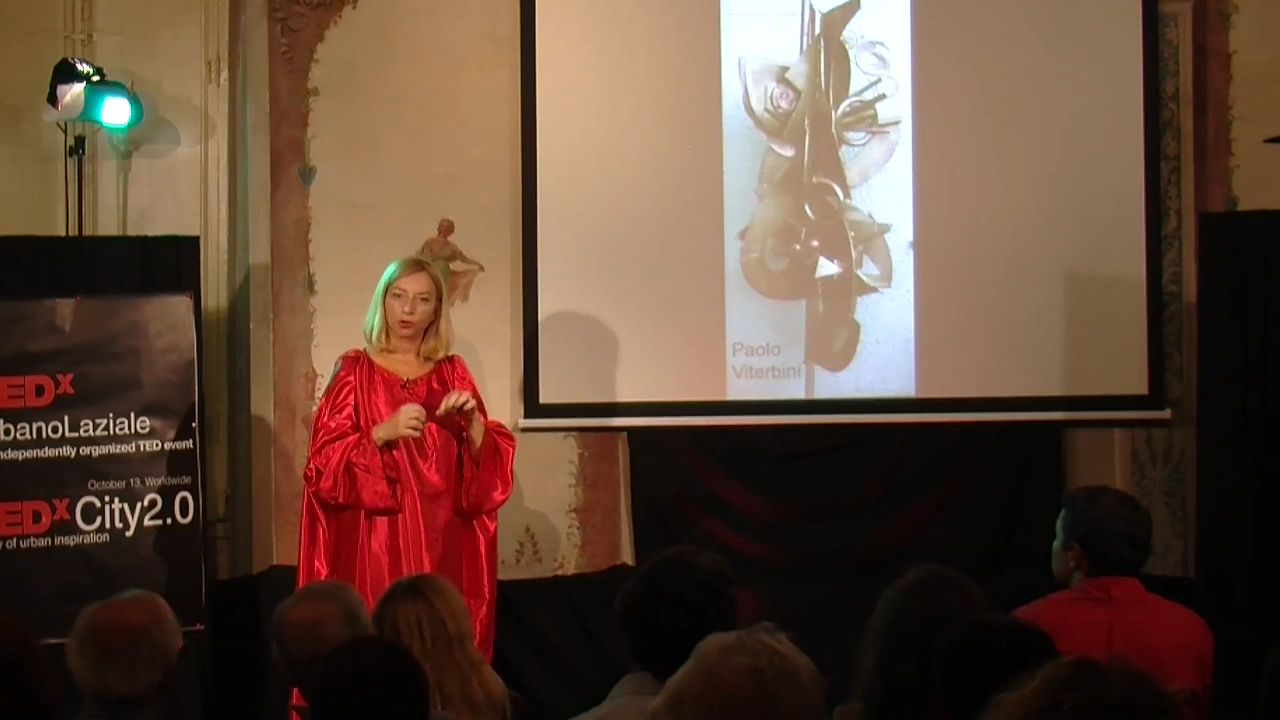 EDx
banoLaziale
ndependently organized TED event
October 13, Worldwide
EDx City2.0
y of urban inspiration
Paolo
Viterbini